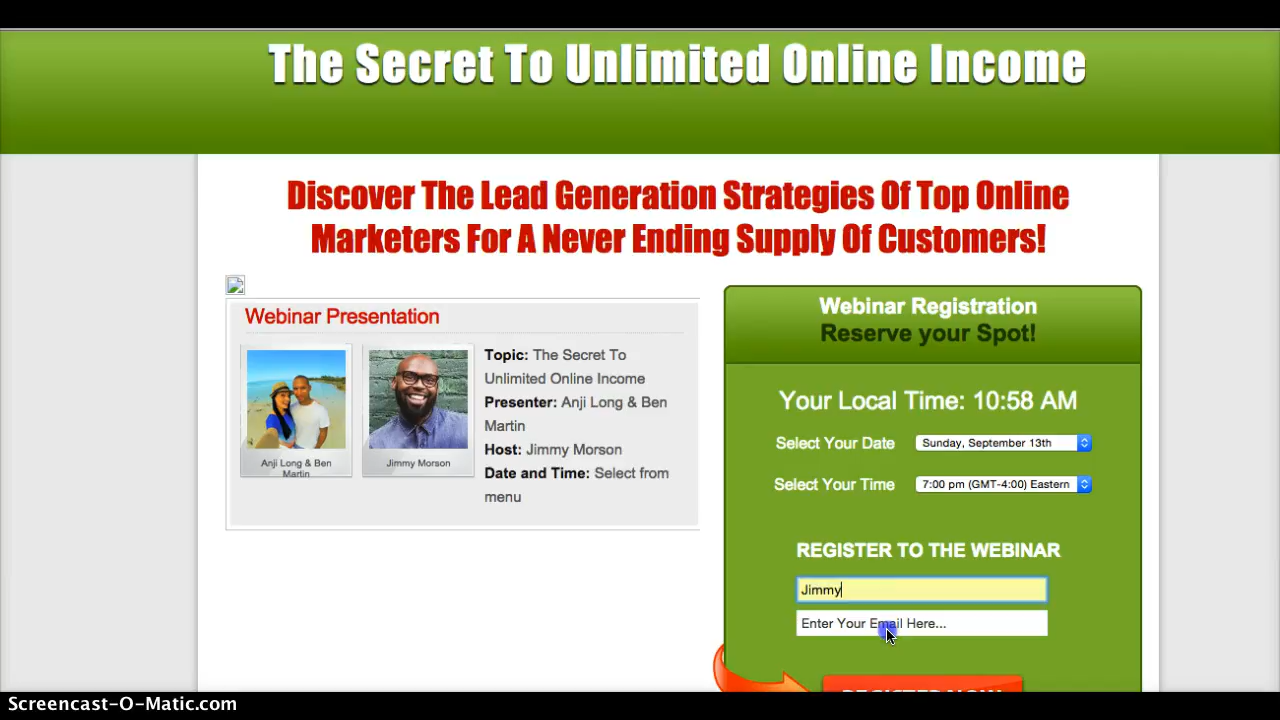 The Secret To Unlimited Online Income
Discover The Lead Generation Strategies Of Top Online
Marketers For A Never Ending Supply Of Customers!
Webinar Presentation
Anji Long & Ben
Martin
Jimmy Morson
Topic: The Secret To
Unlimited Online Income
Presenter: Anji Long & Ben
Martin
Host: Jimmy Morson
Date and Time: Select from
menu
Webinar Registration
Reserve your Spot!
Your Local Time: 10:58 AM
Select Your Date
Sunday, September 13th
Select Your Time
7:00 pm (GMT-4:00) Eastern
REGISTER TO THE WEBINAR
Jimmy
Enter Your Email Here...
REGISTER NOW
Screencast-O-Matic.com